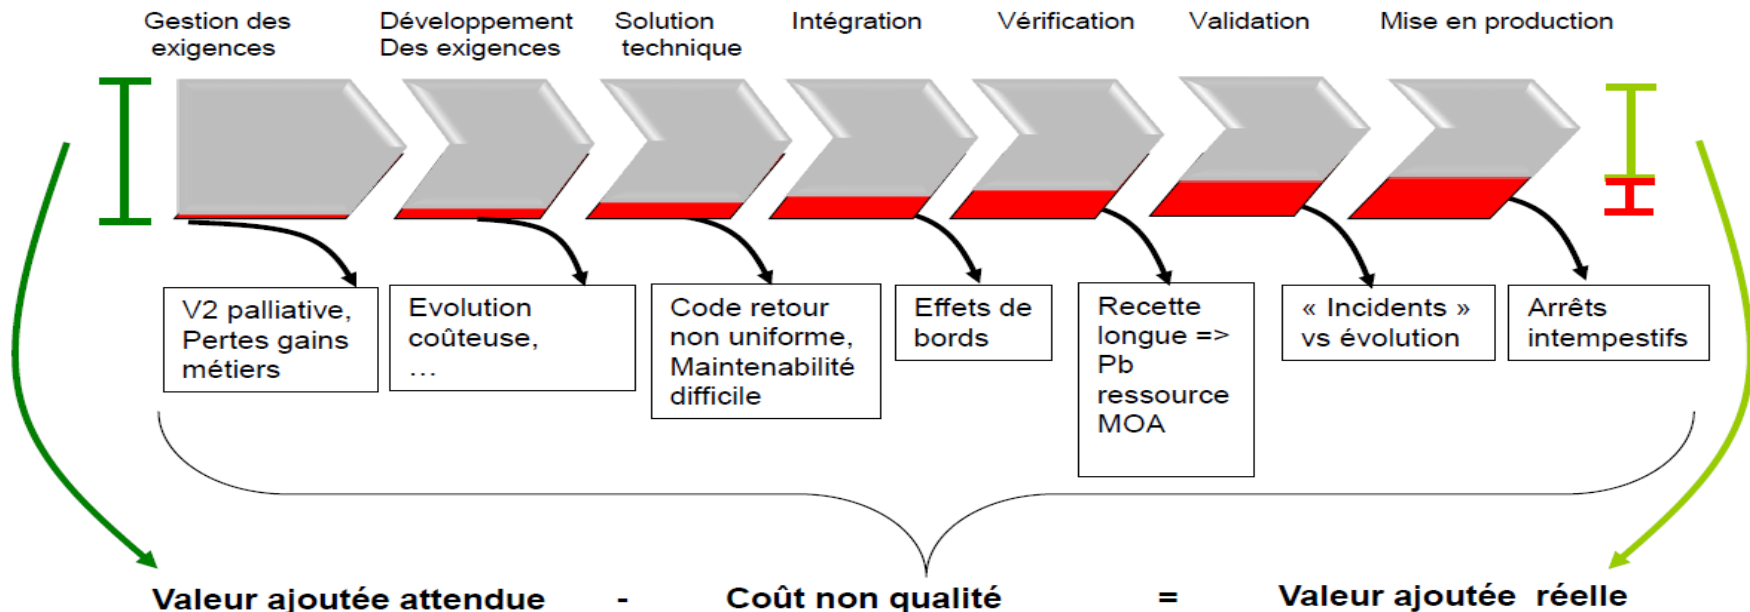 Gestion des
exigences
Développement
Des exigences
Solution
technique
Intégration
Vérification
Validation
Mise en production
V2 palliative,
Pertes gains
métiers
Evolution
coûteuse,
…
Code retour
non uniforme,
Maintenabilité
difficile
Effets de
bords
Recette
longue =>
Pb
ressource
MOA
« Incidents »
vs évolution
Arrêts
intempestifs
Valeur ajoutée attendue - Coût non qualité = Valeur ajoutée réelle